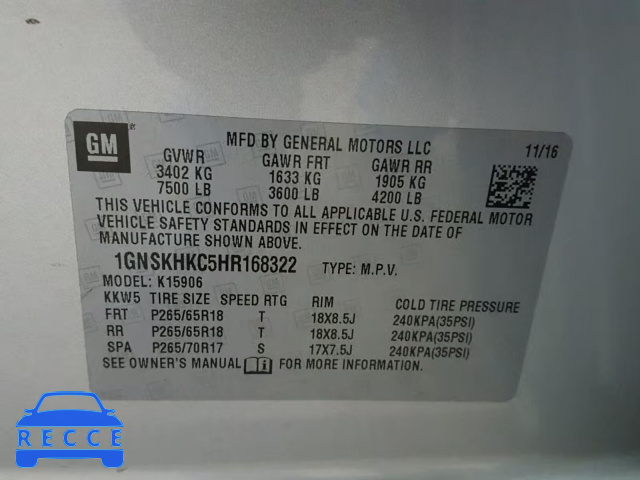 GM
MFD BY GENERAL MOTORS LLC 11/16
GVWR GAWR FRT GAWR RR
3402 KG 1633 KG 1905 KG
7500 LB 3600 LB 4200 LB
THIS VEHICLE CONFORMS TO ALL APPLICABLE U.S. FEDERAL MOTOR
VEHICLE SAFETY STANDARDS IN EFFECT ON THE DATE OF
MANUFACTURE SHOWN ABOVE.
1GNSKHKC5HR168322 TYPE: M.P.V.
MODEL: K15906
KKW5 TIRE SIZE SPEED RTG RIM COLD TIRE PRESSURE
FRT P265/65R18 T 18X8.5J 240KPA(35PSI)
RR P265/65R18 T 18X8.5J 240KPA(35PSI)
SPA P265/70R17 S 17X7.5J 240KPA(35PSI)
SEE OWNER'S MANUAL FOR MORE INFORMATION.
RECCE